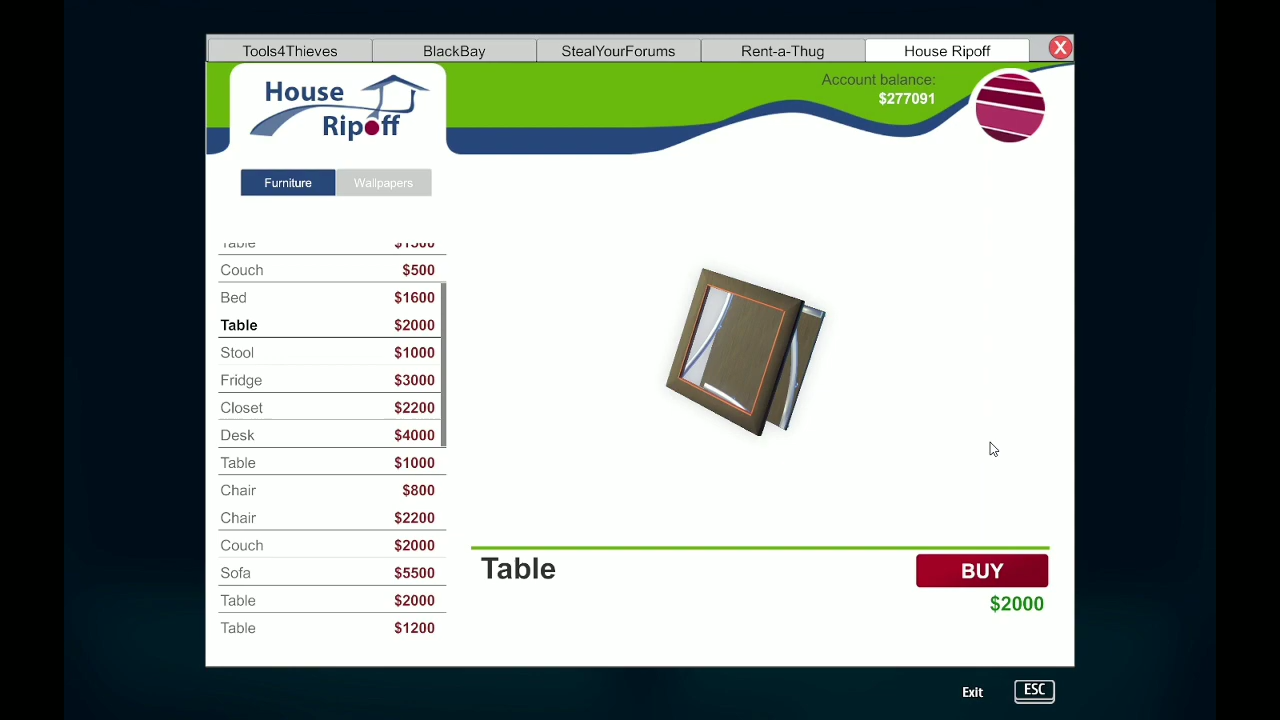 Tools4Thieves BlackBay StealYourForums Rent-a-Thug House Ripoff X
House
Ripoff
Account balance:
$277091
Furniture Wallpapers
Table $1500
Couch $500
Bed $1600
Table $2000
Stool $1000
Fridge $3000
Closet $2200
Desk $4000
Table $1000
Chair $800
Chair $2200
Couch $2000
Sofa $5500
Table $2000
Table $1200
Table
BUY
$2000
Exit ESC